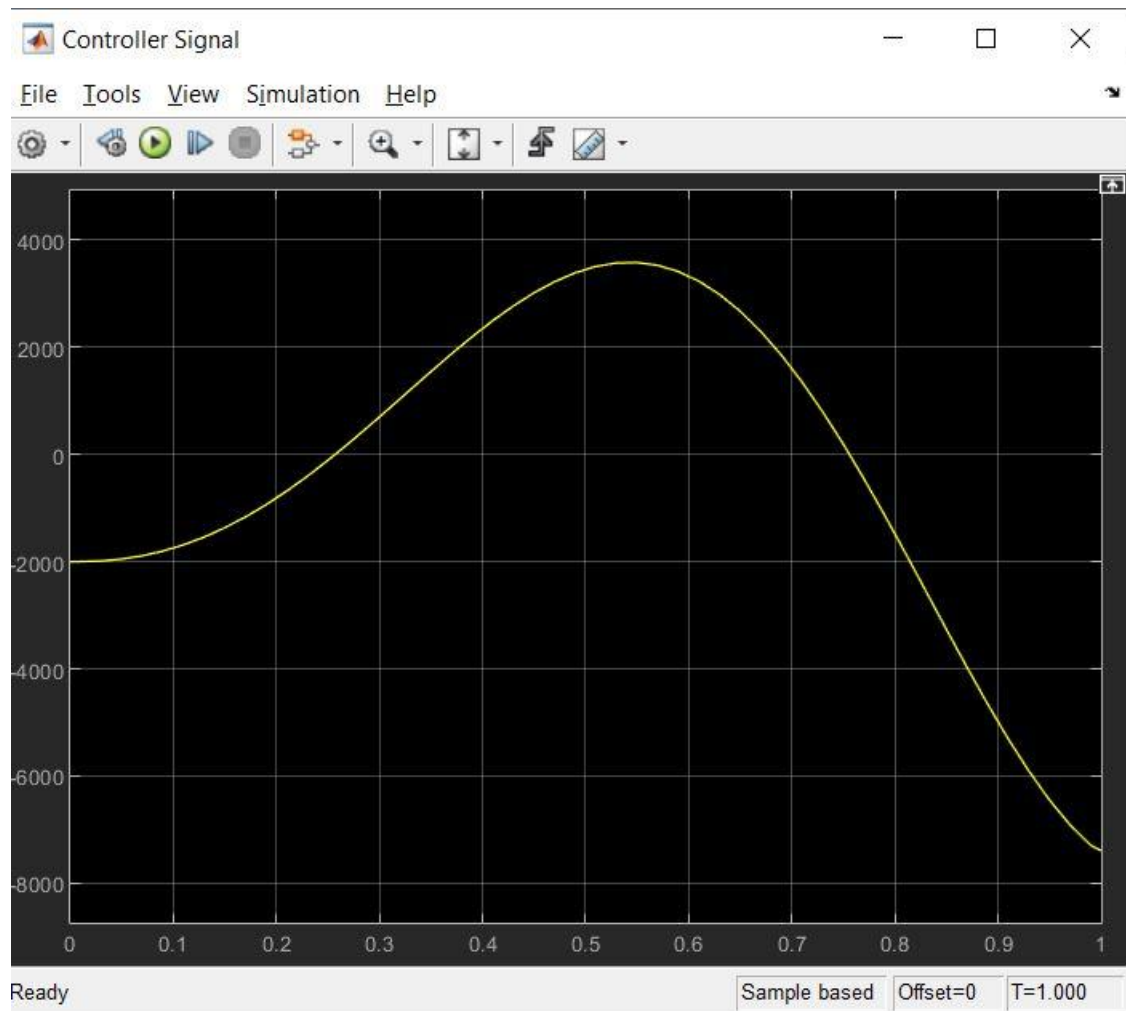 Controller Signal
File Tools View Simulation Help
4000
2000
0
-2000
-4000
-6000
-8000
0 0.1 0.2 0.3 0.4 0.5 0.6 0.7 0.8 0.9 1
Ready Sample based Offset=0 T=1.000